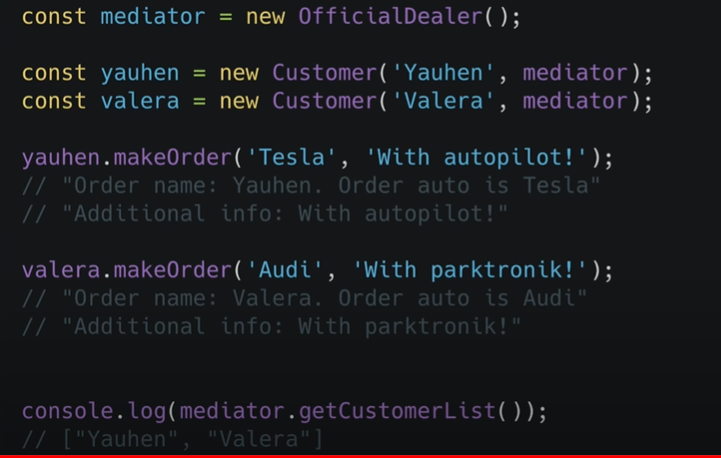 const mediator = new OfficialDealer();
const yauhen = new Customer('Yauhen', mediator);
const valera = new Customer('Valera', mediator);
yauhen.makeOrder('Tesla', 'With autopilot!');
// "Order name: Yauhen. Order auto is Tesla"
// "Additional info: With autopilot!"
valera.makeOrder('Audi', 'With parktronik!');
// "Order name: Valera. Order auto is Audi"
// "Additional info: With parktronik!"
console.log(mediator.getCustomerList());
// ["Yauhen", "Valera"]